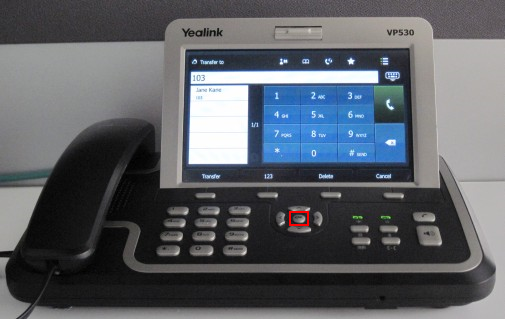 Yealink
VP530
Transfer to
103
Jane Kane
103
1/1
1
2 ABC
3 DEF
4 GHI
5 JKL
6 MNO
7 PQRS
8 TUV
9 WXYZ
*
0
# SEND
Transfer
123
Delete
Cancel